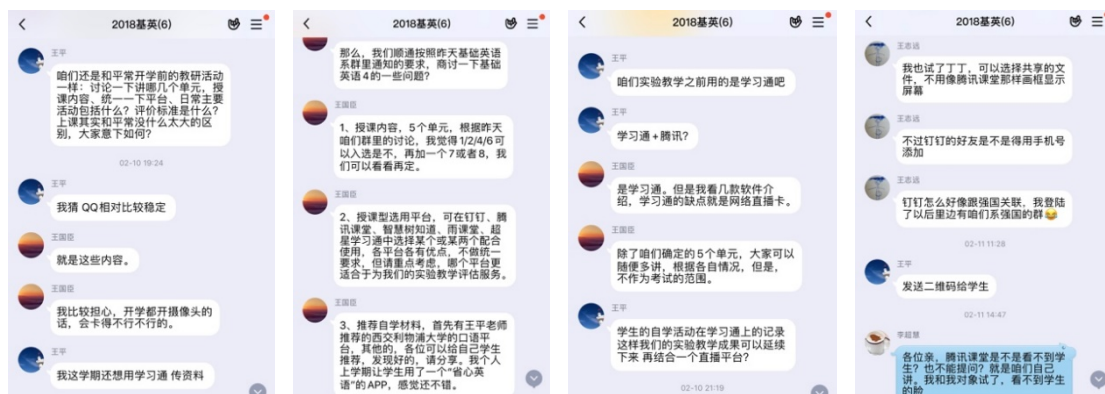 2018基英(6)
王平
咱们还是和平常开学前的教研活动
一样：讨论一下讲哪几个单元，授
课内容、统一一下平台、日常主要
活动包括什么？评价标准是什么？
上课其实和平常没什么太大的区
别，大家意下如何？
02-10 19:24
王平
我猜 QQ相对比较稳定
王国臣
就是这些内容。
王国臣
我比较担心，开学都开摄像头的
话，会卡得不行不行的。
王平
我这学期还想用学习通 传资料
2018基英(6)
那么，我们顺通按照昨天基础英语
系群里通知的要求，商讨一下基础
英语4的一些问题？
王国臣
1、授课内容，5个单元，根据昨天
咱们群里的讨论，我觉得1/2/4/6可
以入选是不，再加一个7或者8，我
们可以看看再定。
王国臣
2、授课型选用平台，可在钉钉、腾
讯课堂、智慧树知道、雨课堂、超
星学习通中选择某个或某两个配合
使用，各平台各有优点，不做统一
要求，但请重点考虑，哪个平台更
适合于为我们的实验教学评估服务。
王国臣
3、推荐自学材料，首先有王平老师
推荐的西交利物浦大学的口语平
台，其他的，各位可以给自己学生
推荐，发现好的，请分享。我个人
上学期让学生用了一个“省心英
语”的APP，感觉还不错。
2018基英(6)
王平
咱们实验教学之前用的是学习通吧
王平
学习通+腾讯？
王国臣
是学习通。但是我看几款软件介
绍，学习通的缺点就是网络直播卡。
王国臣
除了咱们确定的5个单元，大家可以
随便多讲，根据各自情况，但是，
不作为考试的范围。
王平
学生的自学活动在学习通上的记录
这样我们的实验教学成果可以延续
下来 再结合一个直播平台？
02-10 21:19
2018基英(6)
王志远
我也试了丁丁，可以选择共享的文
件，不用像腾讯课堂那样画框显示
屏幕
王志远
不过钉钉的好友是不是得用手机号
添加
王志远
钉钉怎么好像跟强国关联，我登陆
了以后里边有咱们系强国的群😂
02-11 11:28
王平
发送二维码给学生
02-11 14:47
李超慧
各位亲，腾讯课堂是不是看不到学
生？也不能提问？就是咱们自己
讲。我和我对象试了，看不到学生
的脸